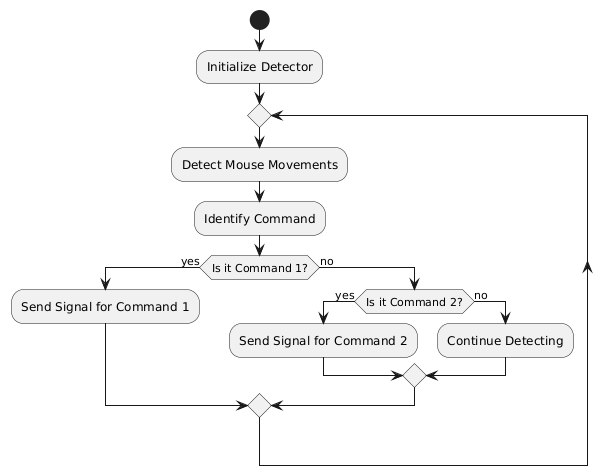 Initialize Detector
Detect Mouse Movements
Identify Command
yes
Is it Command 1?
no
Send Signal for Command 1
yes
Is it Command 2?
no
Send Signal for Command 2
Continue Detecting